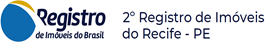 Registro
de Imóveis do Brasil
2º Registro de Imóveis
do Recife - PE